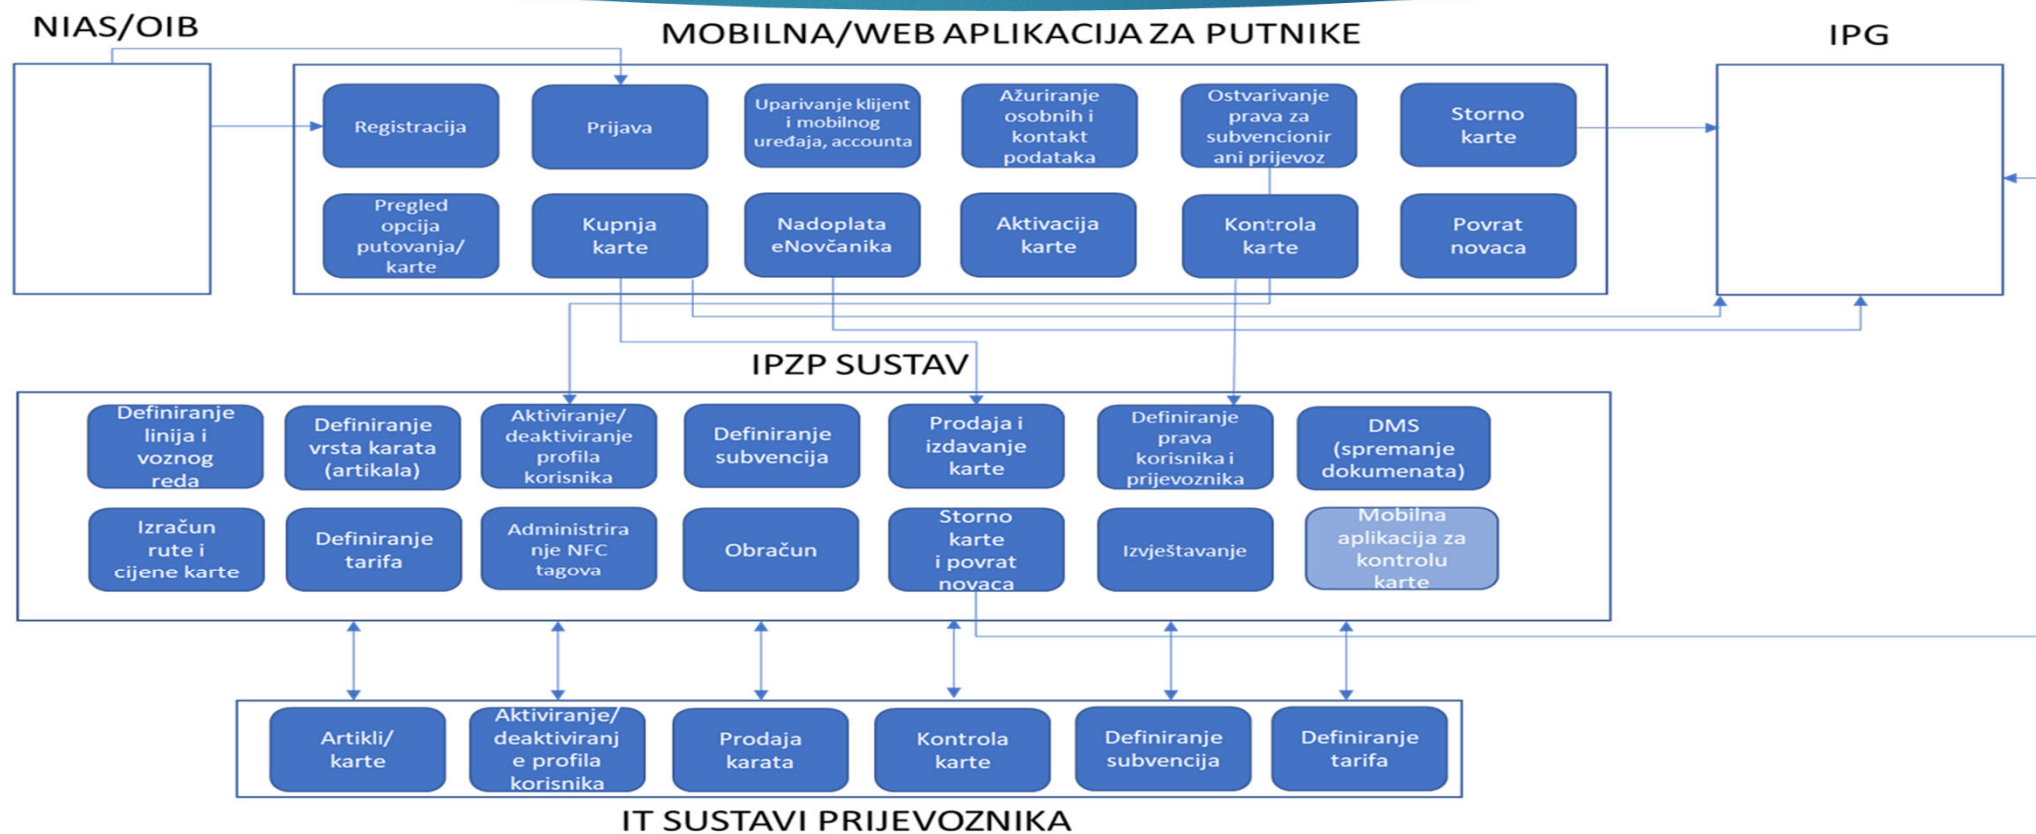 NIAS/OIB
MOBILNA/WEB APLIKACIJA ZA PUTNIKE
IPG
Registracija
Prijava
Uparivanje klijent
i mobilnog
uređaja, accounta
Ažuriranje
osobnih i
kontakt
podataka
Ostvarivanje
prava za
subvencionir
ani prijevoz
Storno
karte
Pregled
opcija
putovanja/
karte
Kupnja
karte
Nadoplata
eNovčanika
Aktivacija
karte
Kontrola
karte
Povrat
novaca
IPZP SUSTAV
Definiranje
linija i
voznog
reda
Definiranje
vrsta karata
(artikala)
Aktiviranje/
deaktiviranje
profila
korisnika
Definiranje
subvencija
Prodaja i
izdavanje
karte
Definiranje
prava
korisnika i
prijevoznika
DMS
(spremanje
dokumenata)
Izračun
rute i
cijene karte
Definiranje
tarifa
Administrira
nje NFC
tagova
Obračun
Storno
karte
i povrat
novaca
Izvještavanje
Mobilna
aplikacija za
kontrolu
karte
Artikli/
karte
Aktiviranje/
deaktiviranj
e profila
korisnika
Prodaja
karata
Kontrola
karte
Definiranje
subvencija
Definiranje
tarifa
IT SUSTAVI PRIJEVOZNIKA